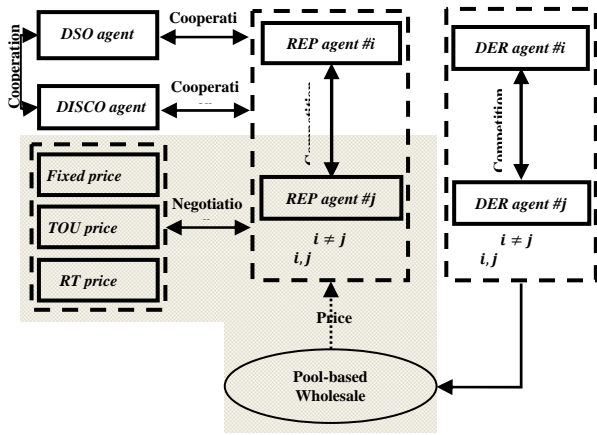 DSO agent
Cooperati
REP agent #i
DER agent #i
Cooperation
DISCO agent
Cooperati
Competition
Fixed price
TOU price
RT price
Negotiatio
REP agent #j
DER agent #j
i ≠ j
i,j
i ≠ j
i,j
Price
Pool-based
Wholesale